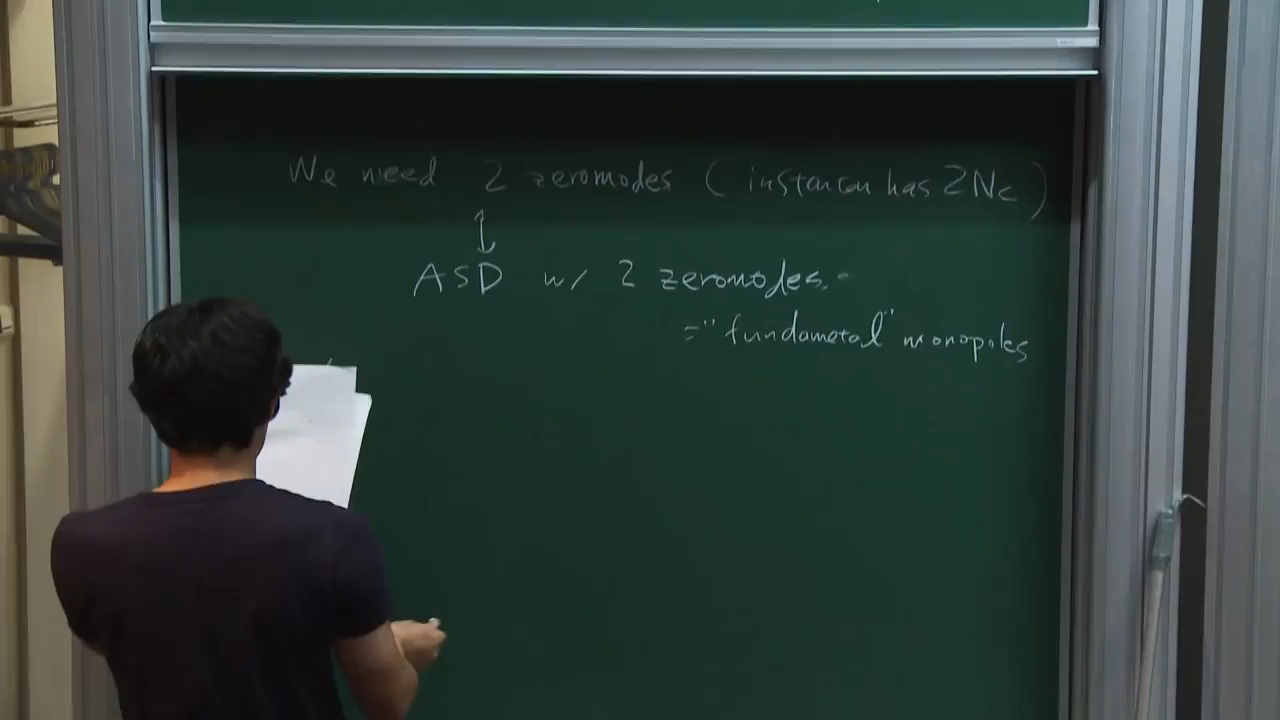 We need 2 zeromodes (instanton has 2Nc)
↕
ASD w/ 2 zeromodes.
= "fundametal" monopoles